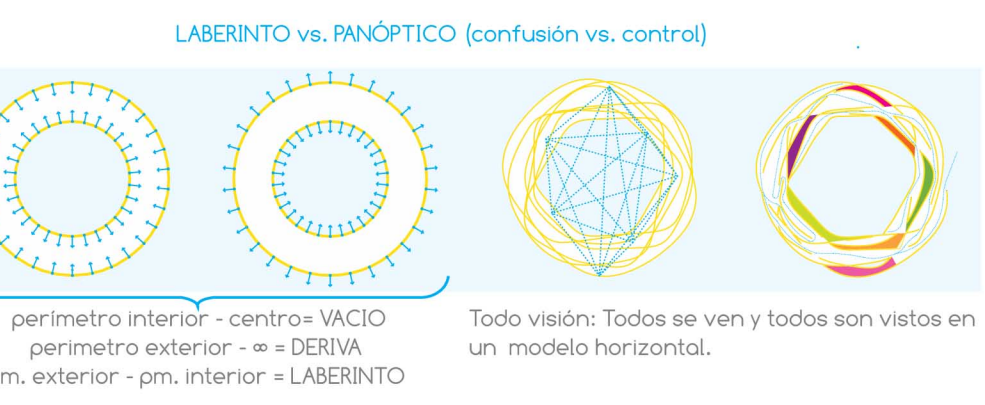 LABERINTO vs. PANÓPTICO (confusión vs. control)
perímetro interior - centro= VACIO
perimetro exterior - ∞ = DERIVA
m. exterior - pm. interior = LABERINTO
Todo visión: Todos se ven y todos son vistos en
un modelo horizontal.